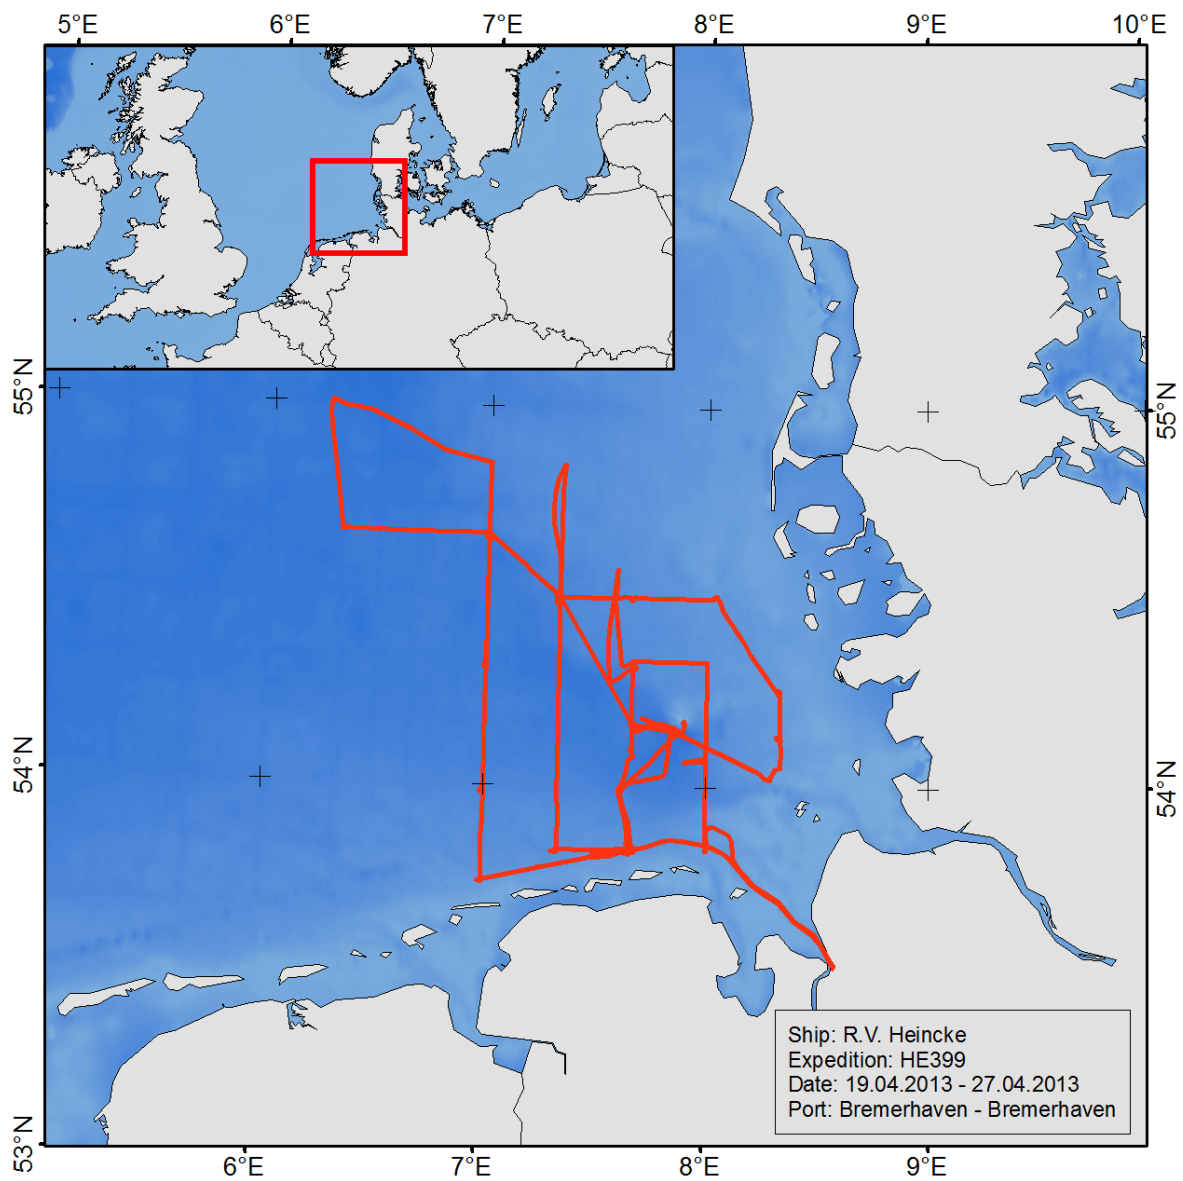 5°E 6°E 7°E 8°E 9°E 10°E
55°N
55°N
54°N
54°N
53°N
6°E 7°E 8°E 9°E
Ship: R.V. Heincke
Expedition: HE399
Date: 19.04.2013 - 27.04.2013
Port: Bremerhaven - Bremerhaven